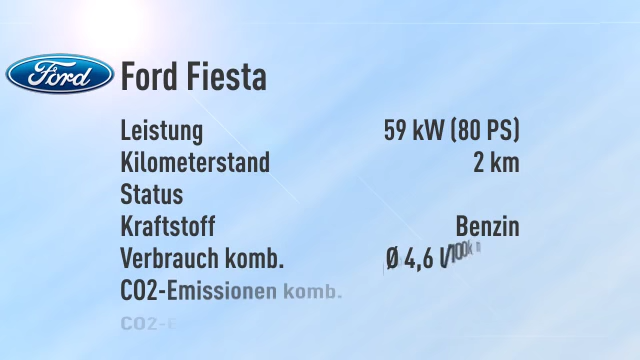 Ford Ford Fiesta
Leistung 59 kW (80 PS)
Kilometerstand 2 km
Status
Kraftstoff Benzin
Verbrauch komb. Ø 4,6 l/100km
CO2-Emissionen komb.
CO2-E